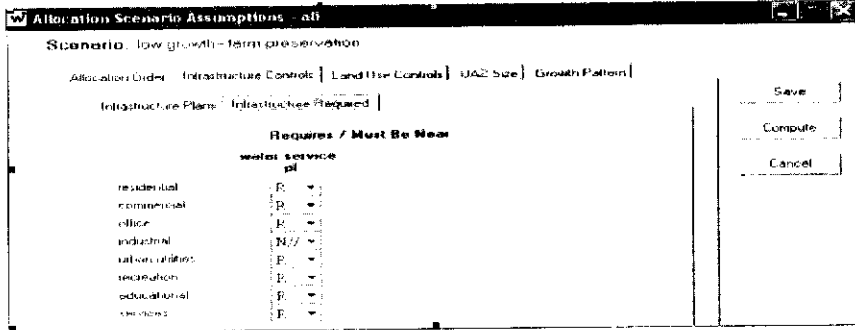 W Allocation Scenario Assumptions - all
Scenario: low growth-farm preservation
Allocation Order Infrastructure Controls Land Use Controls UAZ Size Growth Pattern
Save
Infrastructure Plans Infrastructure Required
Requires / Must Be Near
Compute
water service
pl
Cancel
residential R
commercial R
office R
industrial N//
urban utilities R
recreation R
educational R
services R